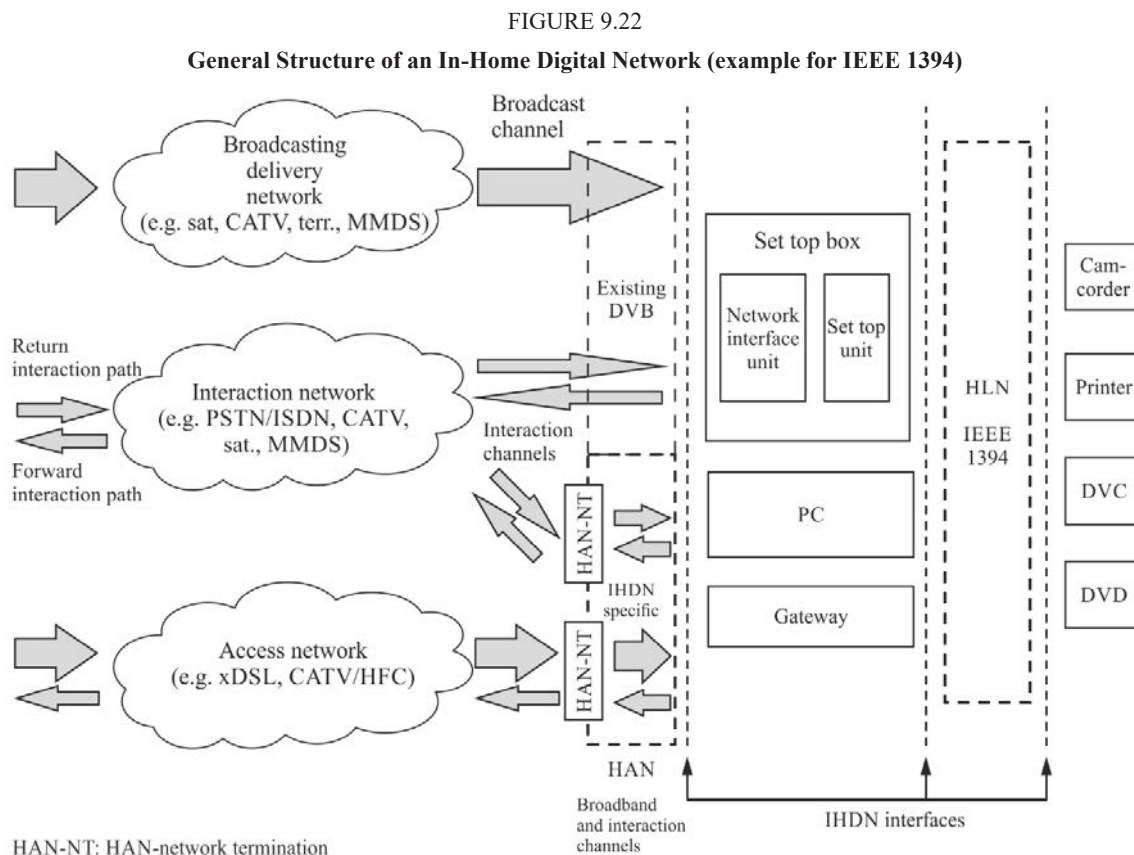 FIGURE 9.22
General Structure of an In-Home Digital Network (example for IEEE 1394)
Broadcast
channel
Broadcasting
delivery
network
(e.g. sat, CATV, terr., MMDS)
Existing
DVB
Set top box
Network
interface
unit
Set top
unit
Cam-
corder
Return
interaction path
Interaction network
(e.g. PSTN/ISDN, CATV,
sat., MMDS)
Forward
interaction path
Interaction
channels
HLN
IEEE
1394
Printer
HAN-NT
PC
DVC
IHDN
specific
Gateway
DVD
Access network
(e.g. xDSL, CATV/HFC)
HAN-NT
HAN
Broadband
and interaction
channels
IHDN interfaces
HAN-NT: HAN-network termination